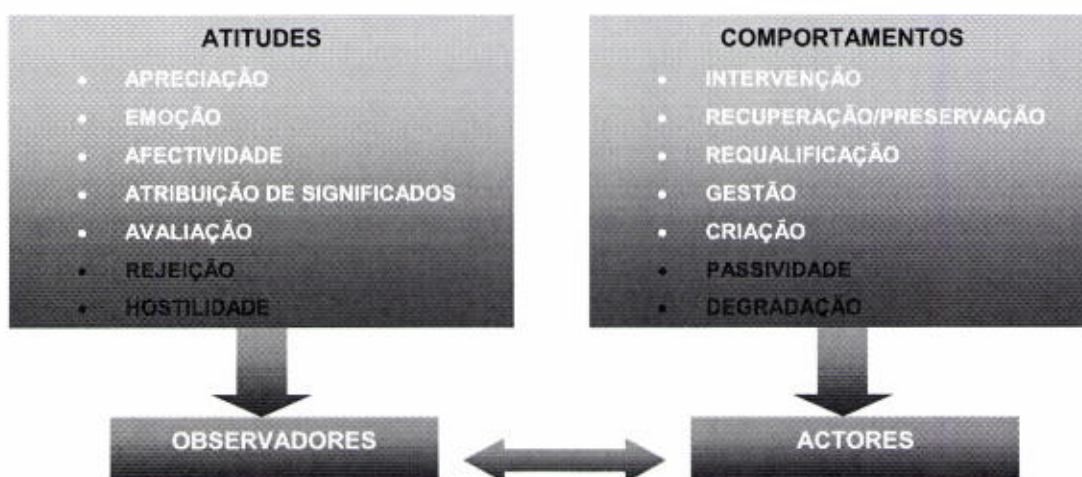 ATITUDES
• APRECIAÇÃO
• EMOÇÃO
• AFECTIVIDADE
• ATRIBUIÇÃO DE SIGNIFICADOS
• AVALIAÇÃO
• REJEIÇÃO
• HOSTILIDADE
COMPORTAMENTOS
• INTERVENÇÃO
• RECUPERAÇÃO/PRESERVAÇÃO
• REQUALIFICAÇÃO
• GESTÃO
• CRIAÇÃO
• PASSIVIDADE
• DEGRADAÇÃO
OBSERVADORES
ACTORES